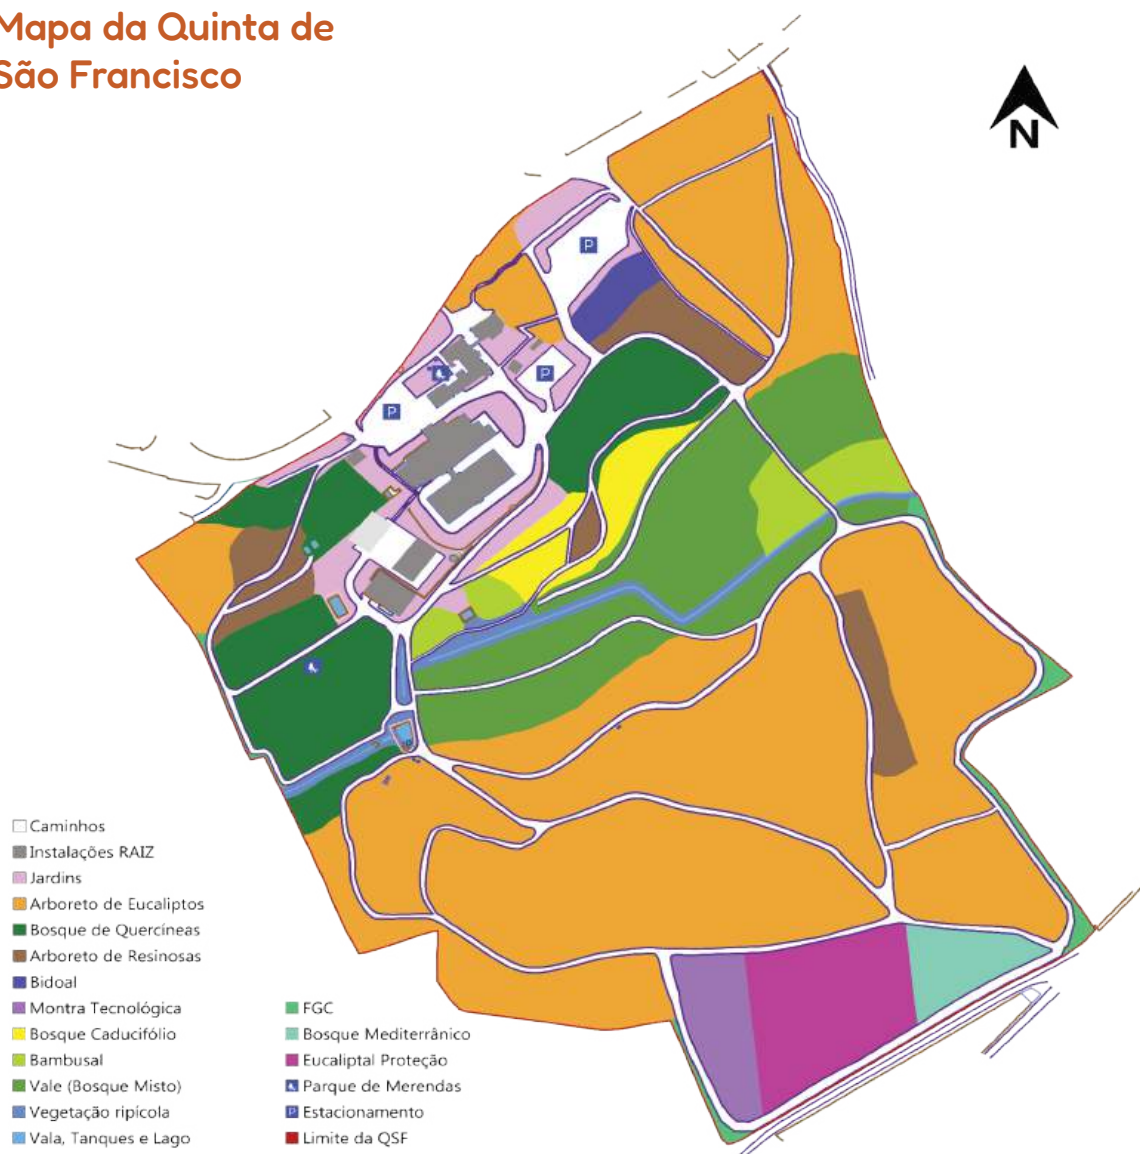 Mapa da Quinta de
São Francisco
N
P
P
P
Caminhos
Instalações RAIZ
Jardins
Arboreto de Eucaliptos
Bosque de Quercíneas
Arboreto de Resinosas
Bidoal
Montra Tecnológica
Bosque Caducifólio
Bambusal
Vale (Bosque Misto)
Vegetação ripícola
Vala, Tanques e Lago
FGC
Bosque Mediterrânico
Eucaliptal Proteção
Parque de Merendas
P Estacionamento
Limite da QSF